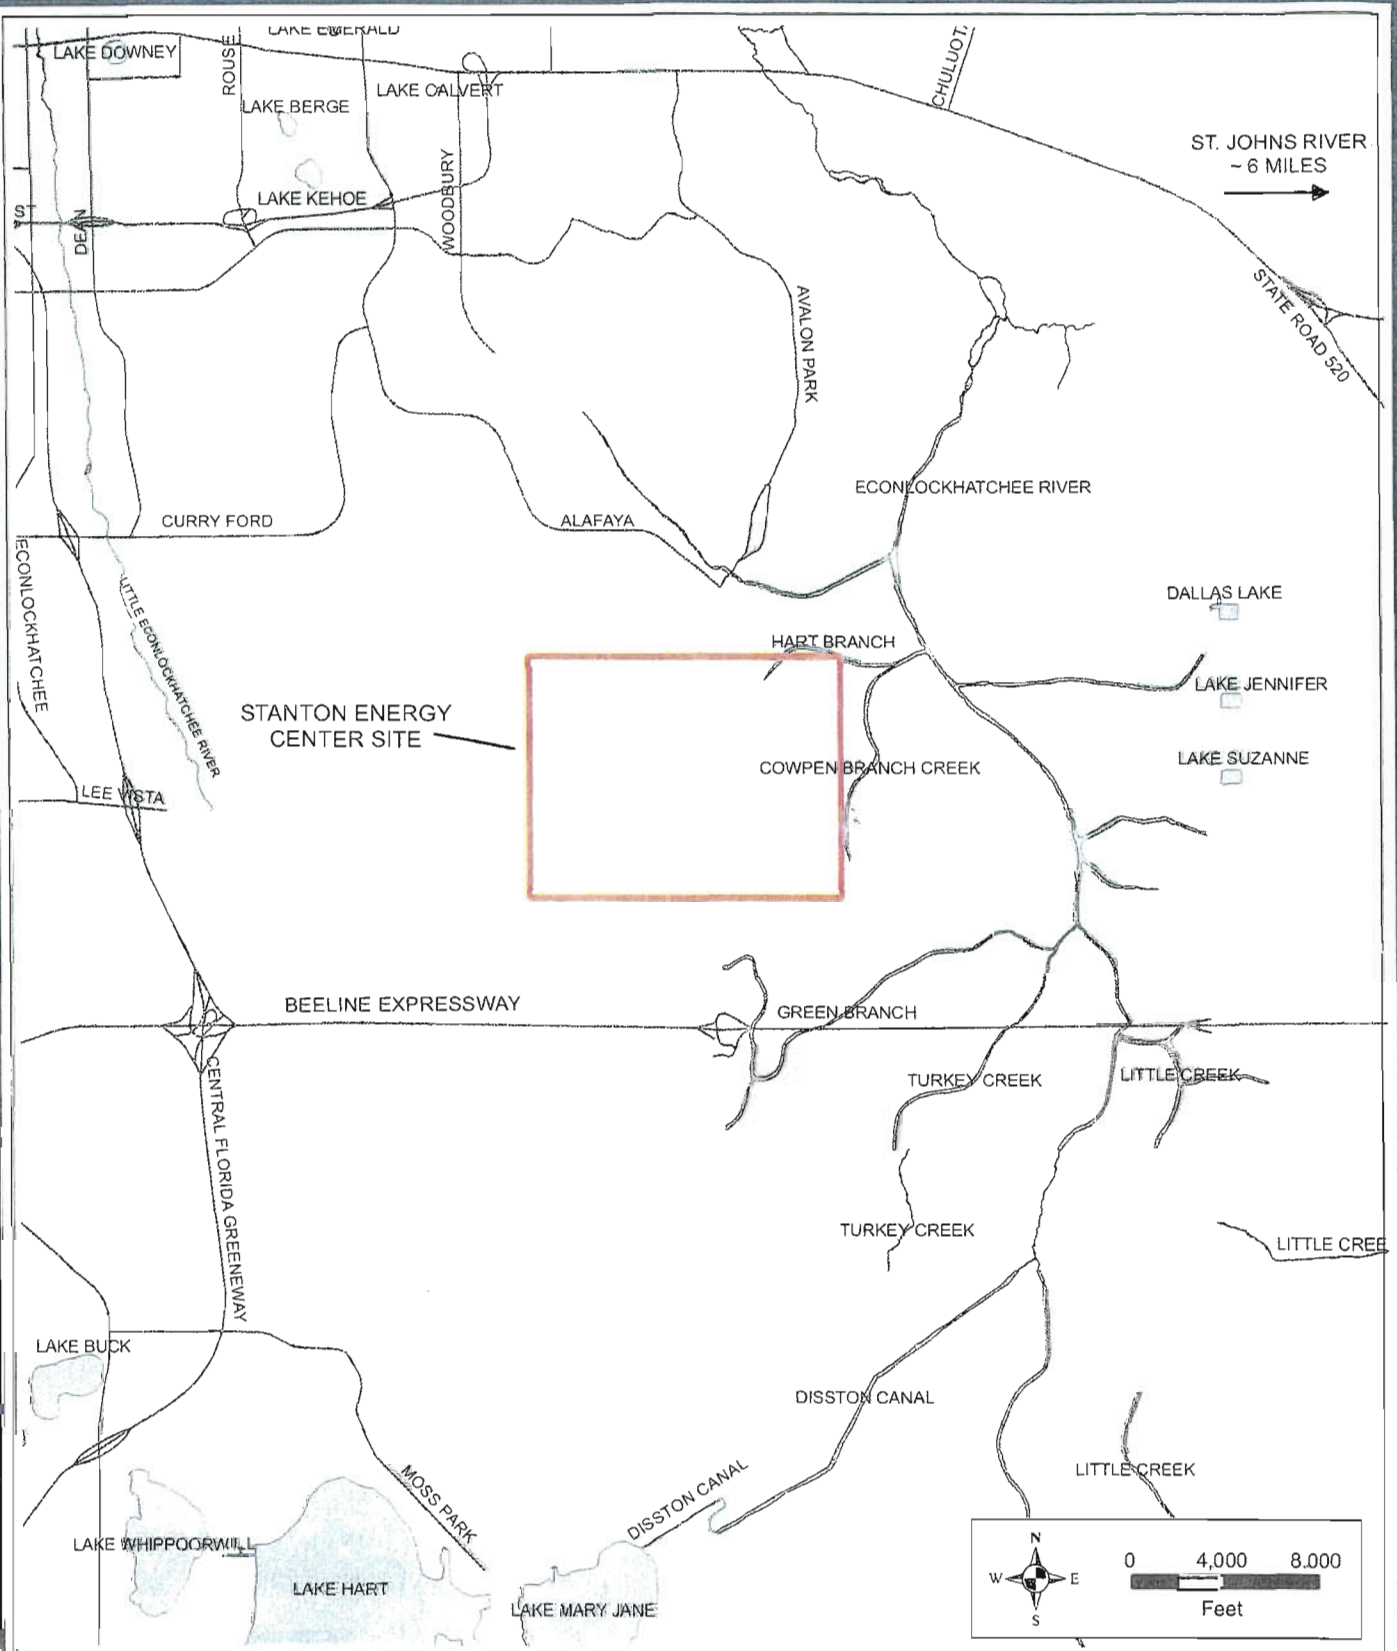 LAKE EMERALD
LAKE DOWNEY
ROUSE
LAKE CALVERT
LAKE BERGE
CHULUOT
ST. JOHNS RIVER
~ 6 MILES
LAKE KEHOE
WOODBURY
ST
DEAN
AVALON PARK
STATE ROAD 520
ECONLOCKHATCHEE RIVER
CURRY FORD
ALAFAYA
ECONLOCKHATCHEE
LITTLE ECONLOCKHATCHEE RIVER
DALLAS LAKE
HART BRANCH
LAKE JENNIFER
STANTON ENERGY
CENTER SITE
LAKE SUZANNE
COWPEN BRANCH CREEK
LEE VISTA
BEELINE EXPRESSWAY
GREEN BRANCH
TURKEY CREEK
LITTLE CREEK
CENTRAL FLORIDA GREENEWAY
TURKEY CREEK
LITTLE CREE
LAKE BUCK
DISSTON CANAL
MOSS PARK
DISSTON CANAL
LITTLE CREEK
LAKE WHIPPOORWILL
LAKE HART
LAKE MARY JANE
N
W E
S
0 4,000 8,000
Feet